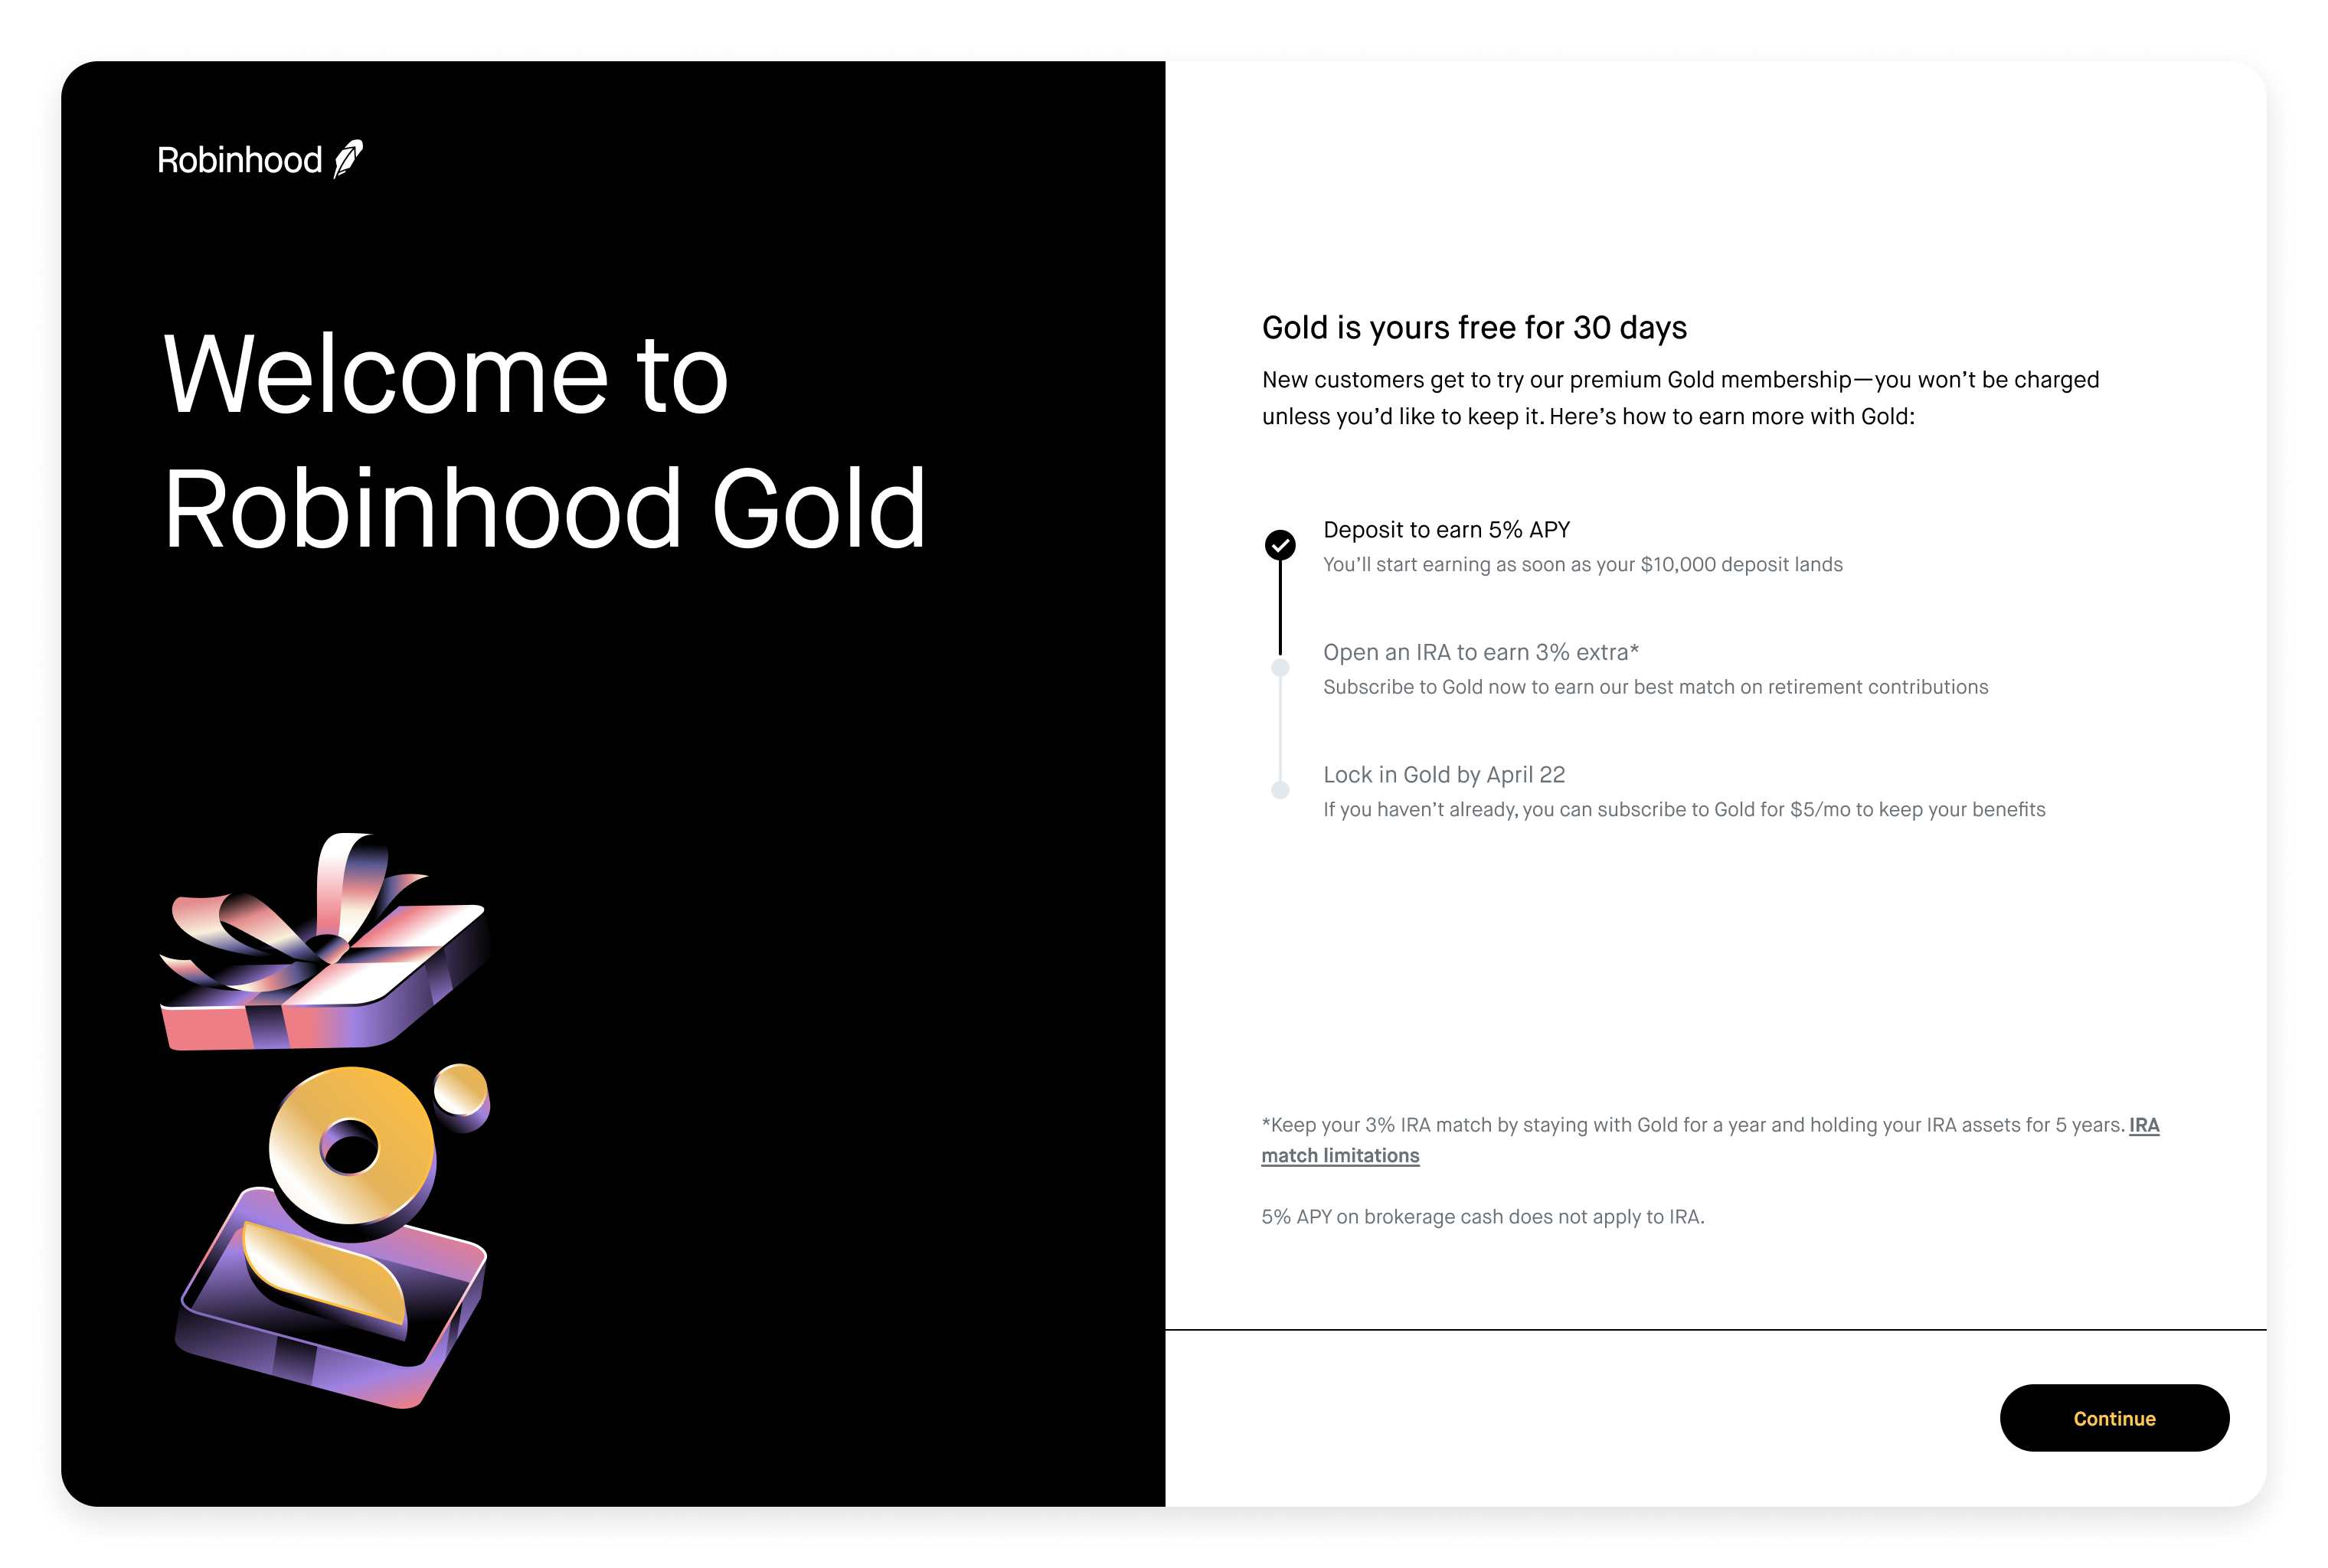 Robinhood
Welcome to
Robinhood Gold
Gold is yours free for 30 days
New customers get to try our premium Gold membership—you won’t be charged
unless you’d like to keep it. Here’s how to earn more with Gold:
Deposit to earn 5% APY
You’ll start earning as soon as your $10,000 deposit lands
Open an IRA to earn 3% extra*
Subscribe to Gold now to earn our best match on retirement contributions
Lock in Gold by April 22
If you haven’t already, you can subscribe to Gold for $5/mo to keep your benefits
*Keep your 3% IRA match by staying with Gold for a year and holding your IRA assets for 5 years. IRA
match limitations
5% APY on brokerage cash does not apply to IRA.
Continue